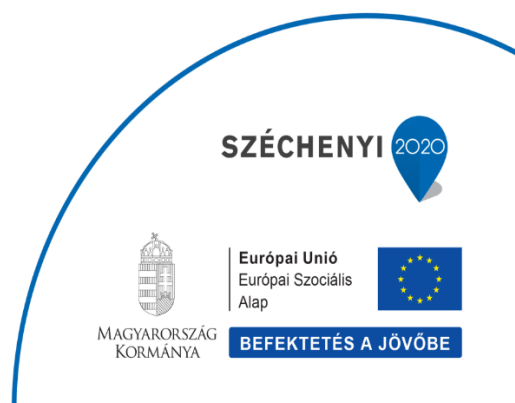 SZÉCHENYI 2020
Európai Unió
Európai Szociális
Alap
MAGYARORSZÁG
KORMÁNYA
BEFEKTETÉS A JÖVŐBE